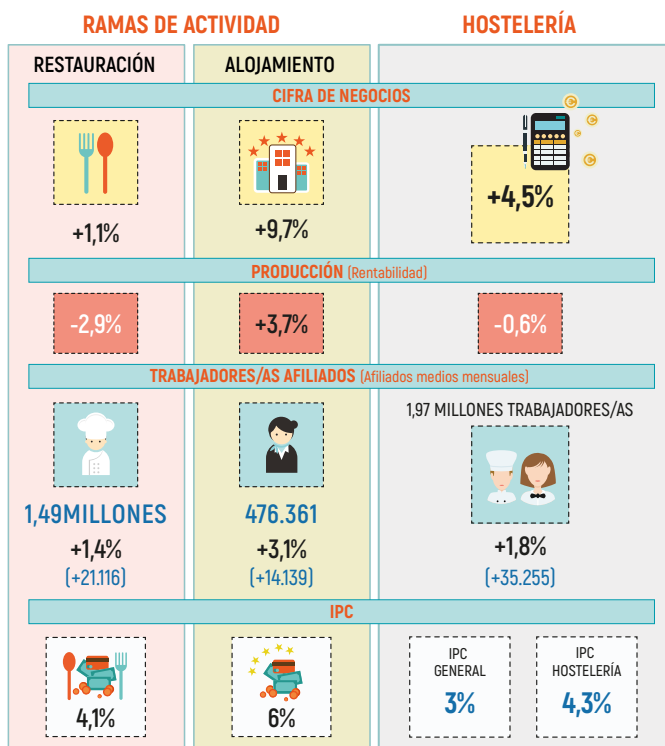 RAMAS DE ACTIVIDAD
HOSTELERÍA
RESTAURACIÓN
ALOJAMIENTO
CIFRA DE NEGOCIOS
+1,1%
+9,7%
+4,5%
PRODUCCIÓN (Rentabilidad)
-2,9%
+3,7%
-0,6%
TRABAJADORES/AS AFILIADOS (Afiliados medios mensuales)
1,97 MILLONES TRABAJADORES/AS
1,49MILLONES
476.361
+1,4%
+3,1%
+1,8%
(+21.116)
(+14.139)
(+35.255)
IPC
4,1%
6%
IPC
GENERAL
3%
IPC
HOSTELERÍA
4,3%